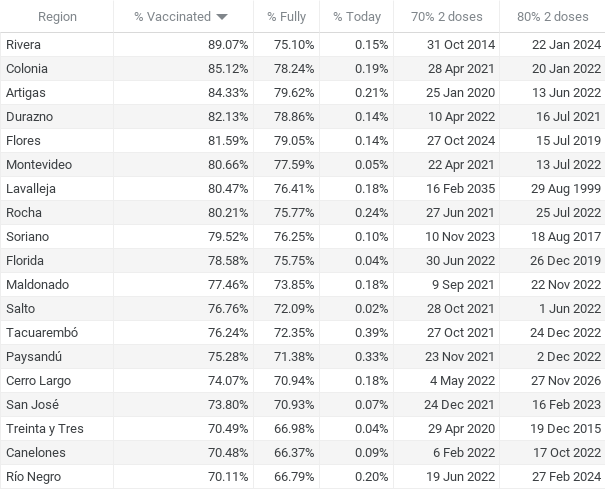 Region % Vaccinated % Fully % Today 70% 2 doses 80% 2 doses
Rivera 89.07% 75.10% 0.15% 31 Oct 2014 22 Jan 2024
Colonia 85.12% 78.24% 0.19% 28 Apr 2021 20 Jan 2022
Artigas 84.33% 79.62% 0.21% 25 Jan 2020 13 Jun 2022
Durazno 82.13% 78.86% 0.14% 10 Apr 2022 16 Jul 2021
Flores 81.59% 79.05% 0.14% 27 Oct 2024 15 Jul 2019
Montevideo 80.66% 77.59% 0.05% 22 Apr 2021 13 Jul 2022
Lavalleja 80.47% 76.41% 0.18% 16 Feb 2035 29 Aug 1999
Rocha 80.21% 75.77% 0.24% 27 Jun 2021 25 Jul 2022
Soriano 79.52% 76.25% 0.10% 10 Nov 2023 18 Aug 2017
Florida 78.58% 75.75% 0.04% 30 Jun 2022 26 Dec 2019
Maldonado 77.46% 73.85% 0.18% 9 Sep 2021 22 Nov 2022
Salto 76.76% 72.09% 0.02% 28 Oct 2021 1 Jun 2022
Tacuarembó 76.24% 72.35% 0.39% 27 Oct 2021 24 Dec 2022
Paysandú 75.28% 71.38% 0.33% 23 Nov 2021 2 Dec 2022
Cerro Largo 74.07% 70.94% 0.18% 4 May 2022 27 Nov 2026
San José 73.80% 70.93% 0.07% 24 Dec 2021 16 Feb 2023
Treinta y Tres 70.49% 66.98% 0.04% 29 Apr 2020 19 Dec 2015
Canelones 70.48% 66.37% 0.09% 6 Feb 2022 17 Oct 2022
Río Negro 70.11% 66.79% 0.20% 19 Jun 2022 27 Feb 2024